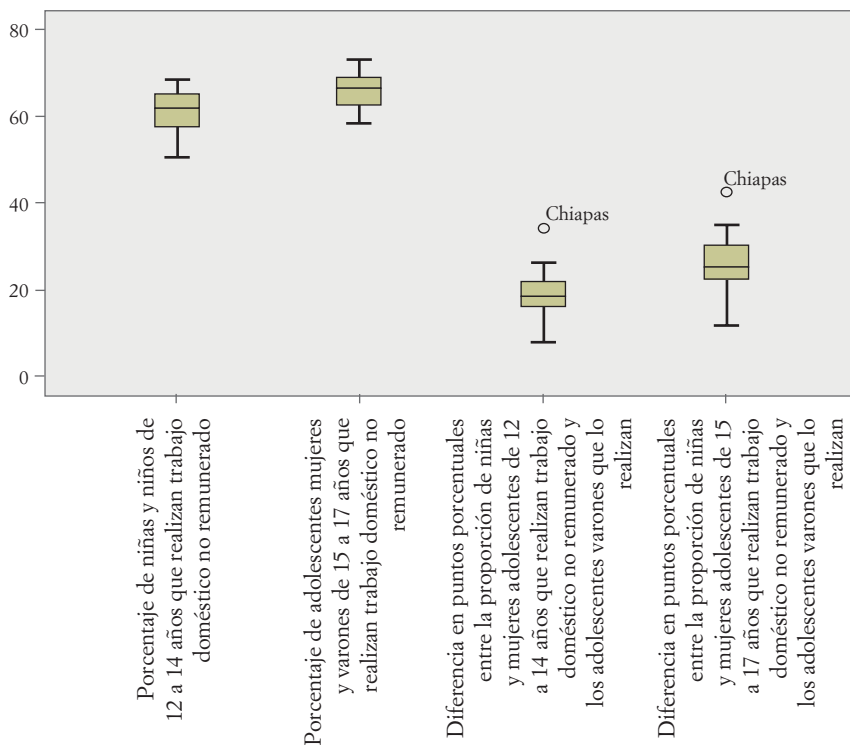 80
60
40
20
0
Chiapas
Chiapas
Porcentaje de niñas y niños de
12 a 14 años que realizan trabajo
doméstico no remunerado
Porcentaje de adolescentes mujeres
y varones de 15 a 17 años que
realizan trabajo doméstico no
remunerado
Diferencia en puntos porcentuales
entre la proporción de niñas
y mujeres adolescentes de 12
a 14 años que realizan trabajo
doméstico no remunerado y
los adolescentes varones que lo
realizan
Diferencia en puntos porcentuales
entre la proporción de niñas
y mujeres adolescentes de 15
a 17 años que realizan trabajo
doméstico no remunerado y
los adolescentes varones que lo
realizan